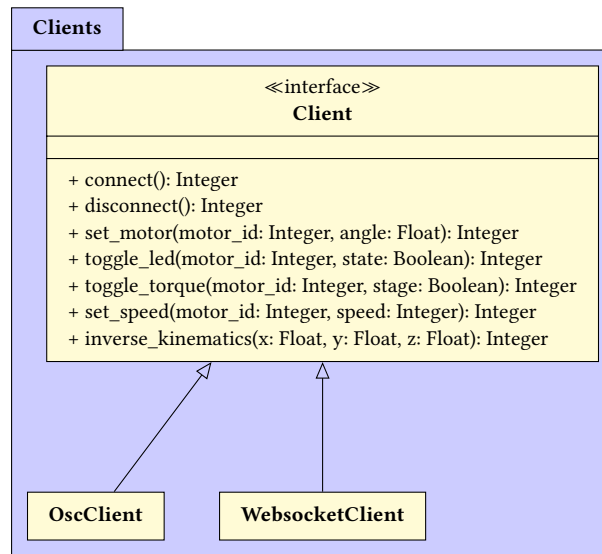 Clients
≪interface≫
Client
+ connect(): Integer
+ disconnect(): Integer
+ set_motor(motor_id: Integer, angle: Float): Integer
+ toggle_led(motor_id: Integer, state: Boolean): Integer
+ toggle_torque(motor_id: Integer, stage: Boolean): Integer
+ set_speed(motor_id: Integer, speed: Integer): Integer
+ inverse_kinematics(x: Float, y: Float, z: Float): Integer
OscClient
WebsocketClient